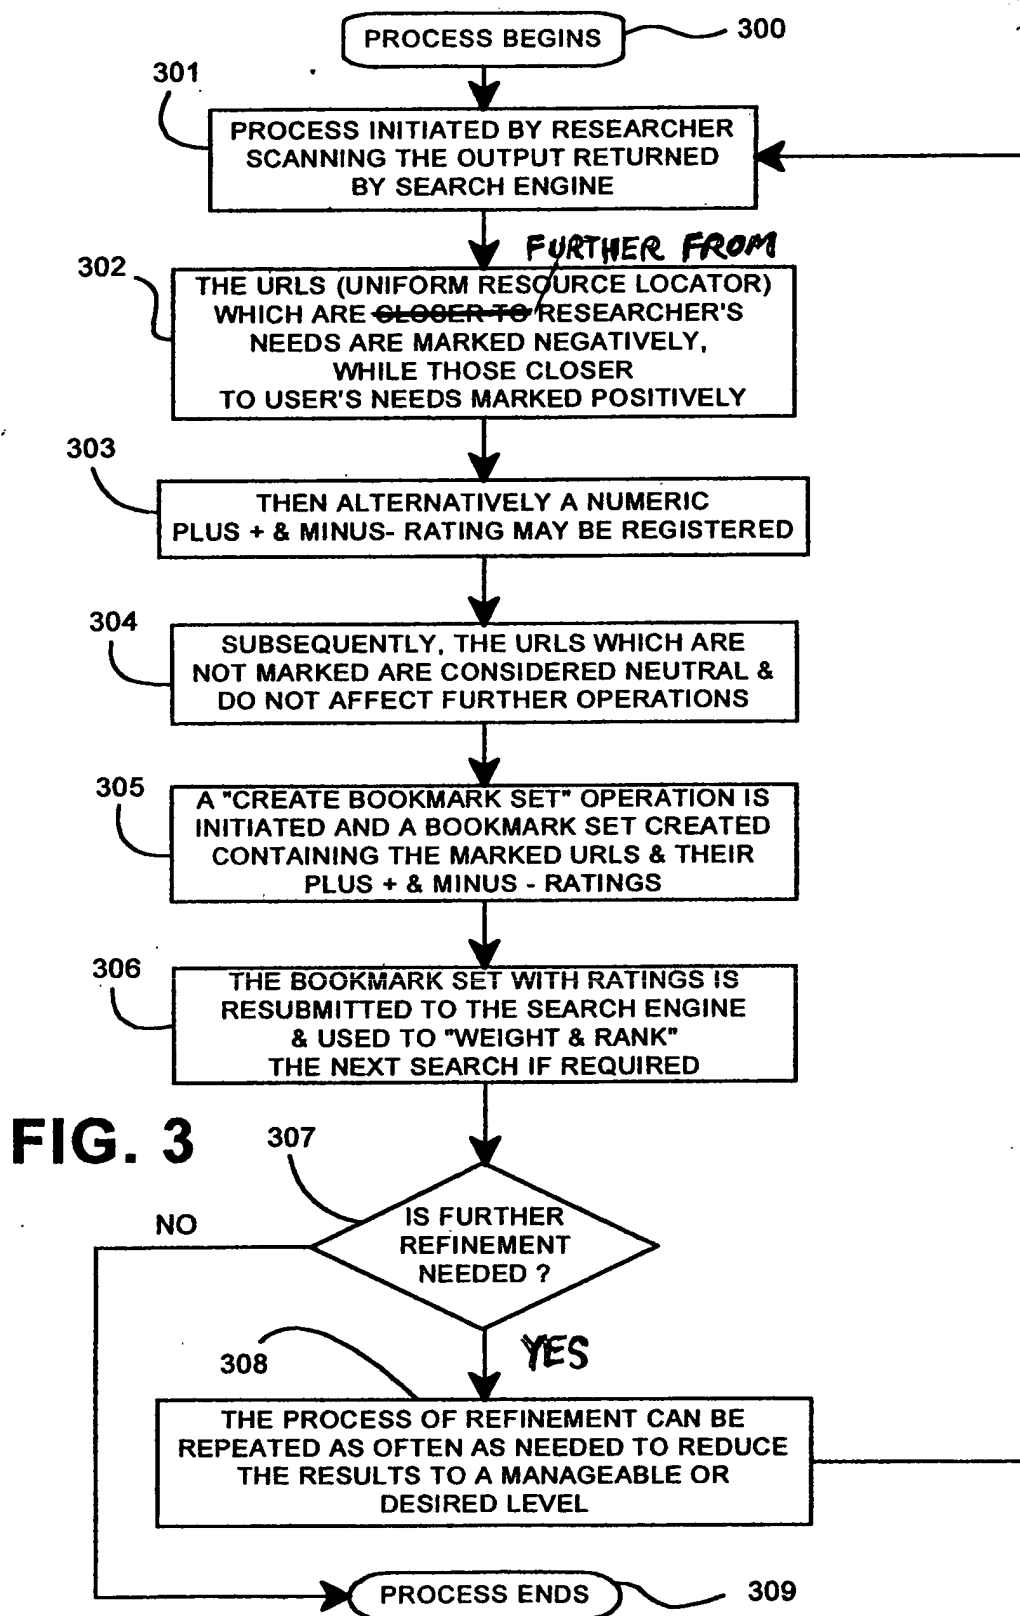 PROCESS BEGINS
300
301
PROCESS INITIATED BY RESEARCHER
SCANNING THE OUTPUT RETURNED
BY SEARCH ENGINE
FURTHER FROM
302
THE URLS (UNIFORM RESOURCE LOCATOR)
WHICH ARE CLOSER TO RESEARCHER'S
NEEDS ARE MARKED NEGATIVELY,
WHILE THOSE CLOSER
TO USER'S NEEDS MARKED POSITIVELY
303
THEN ALTERNATIVELY A NUMERIC
PLUS + & MINUS- RATING MAY BE REGISTERED
304
SUBSEQUENTLY, THE URLS WHICH ARE
NOT MARKED ARE CONSIDERED NEUTRAL &
DO NOT AFFECT FURTHER OPERATIONS
305
A "CREATE BOOKMARK SET" OPERATION IS
INITIATED AND A BOOKMARK SET CREATED
CONTAINING THE MARKED URLS & THEIR
PLUS + & MINUS - RATINGS
306
THE BOOKMARK SET WITH RATINGS IS
RESUBMITTED TO THE SEARCH ENGINE
& USED TO "WEIGHT & RANK"
THE NEXT SEARCH IF REQUIRED
FIG. 3
307
NO
IS FURTHER
REFINEMENT
NEEDED ?
YES
308
THE PROCESS OF REFINEMENT CAN BE
REPEATED AS OFTEN AS NEEDED TO REDUCE
THE RESULTS TO A MANAGEABLE OR
DESIRED LEVEL
PROCESS ENDS
309